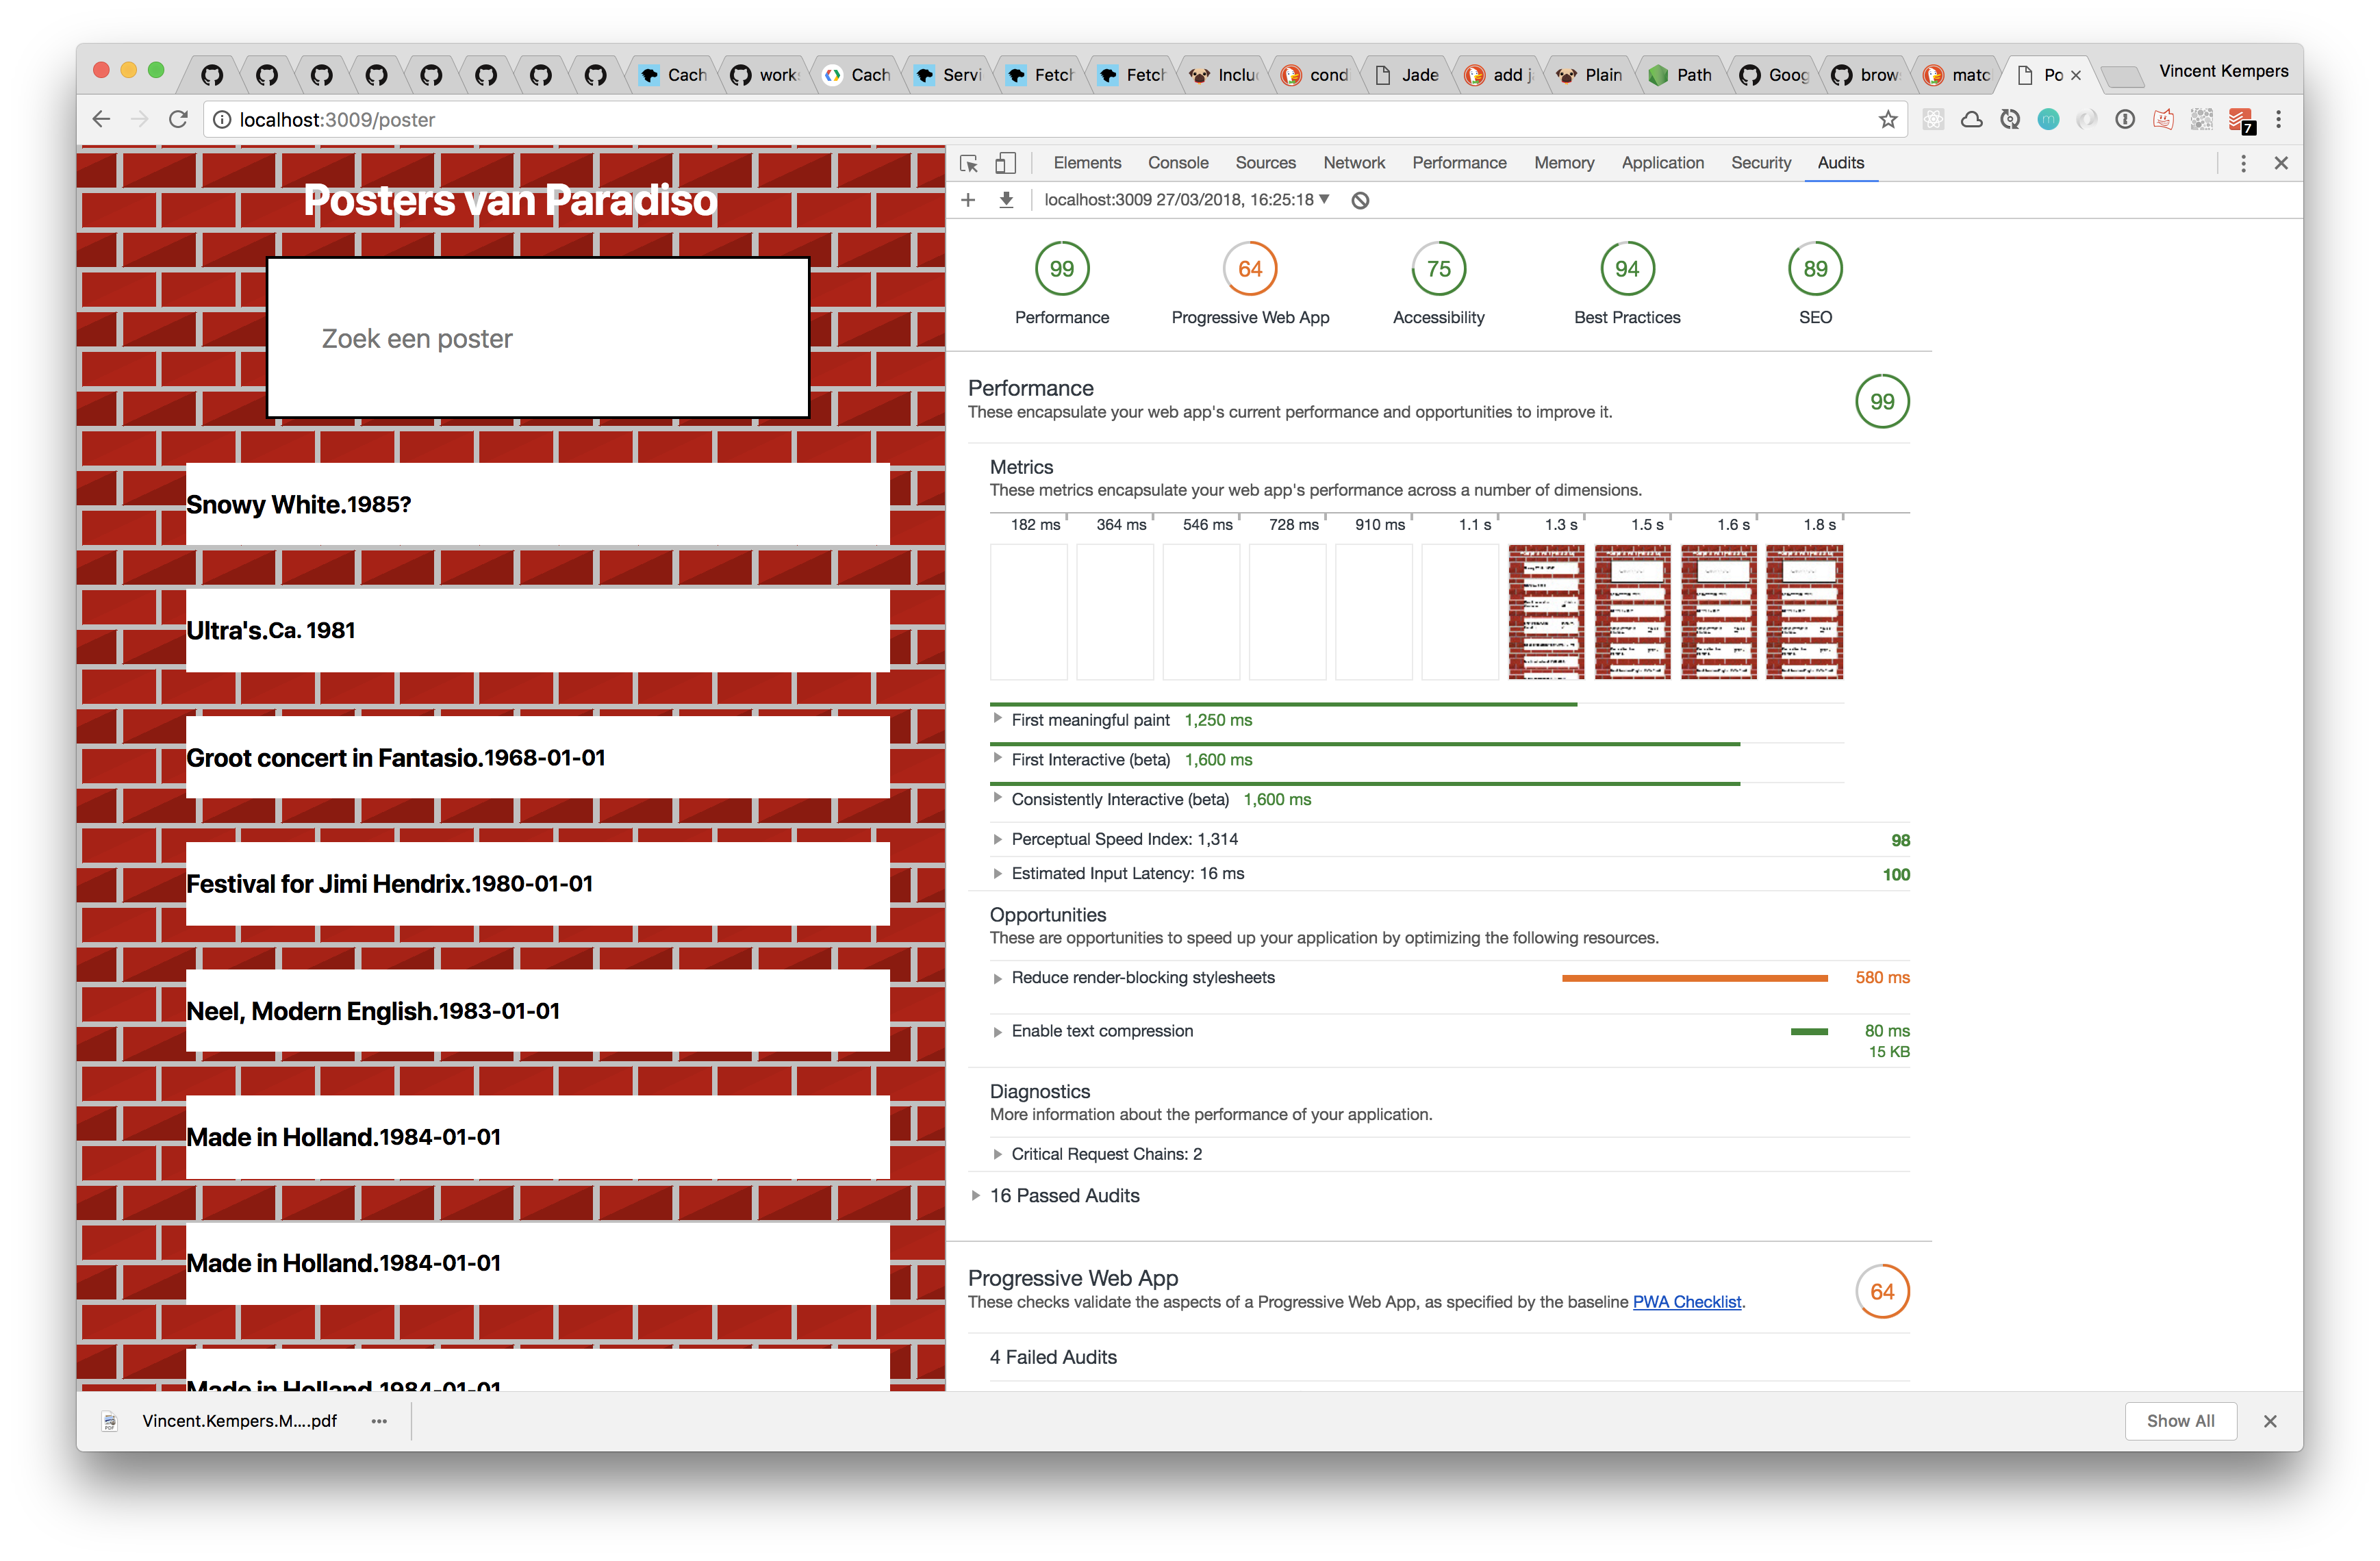 Cach
work
Cach
Servi
Fetch
Fetch
Inclu
cond
Jade
add j
Plain
Path
Goog
brow
matc
Po
Vincent Kempers
localhost:3009/poster
7
Posters van Paradiso
Zoek een poster
Snowy White.1985?
Ultra's.Ca. 1981
Groot concert in Fantasio.1968-01-01
Festival for Jimi Hendrix.1980-01-01
Neel, Modern English.1983-01-01
Made in Holland.1984-01-01
Made in Holland.1984-01-01
Made in Holland.1984-01-01
Elements Console Sources Network Performance Memory Application Security Audits
localhost:3009 27/03/2018, 16:25:18
99 64 75 94 89
Performance Progressive Web App Accessibility Best Practices SEO
Performance
These encapsulate your web app's current performance and opportunities to improve it.
99
Metrics
These metrics encapsulate your web app's performance across a number of dimensions.
182 ms 364 ms 546 ms 728 ms 910 ms 1.1 s 1.3 s 1.5 s 1.6 s 1.8 s
First meaningful paint 1,250 ms
First Interactive (beta) 1,600 ms
Consistently Interactive (beta) 1,600 ms
Perceptual Speed Index: 1,314 98
Estimated Input Latency: 16 ms 100
Opportunities
These are opportunities to speed up your application by optimizing the following resources.
Reduce render-blocking stylesheets 580 ms
Enable text compression 80 ms
15 KB
Diagnostics
More information about the performance of your application.
Critical Request Chains: 2
16 Passed Audits
Progressive Web App
These checks validate the aspects of a Progressive Web App, as specified by the baseline PWA Checklist.
64
4 Failed Audits
Vincent.Kempers.M....pdf
Show All